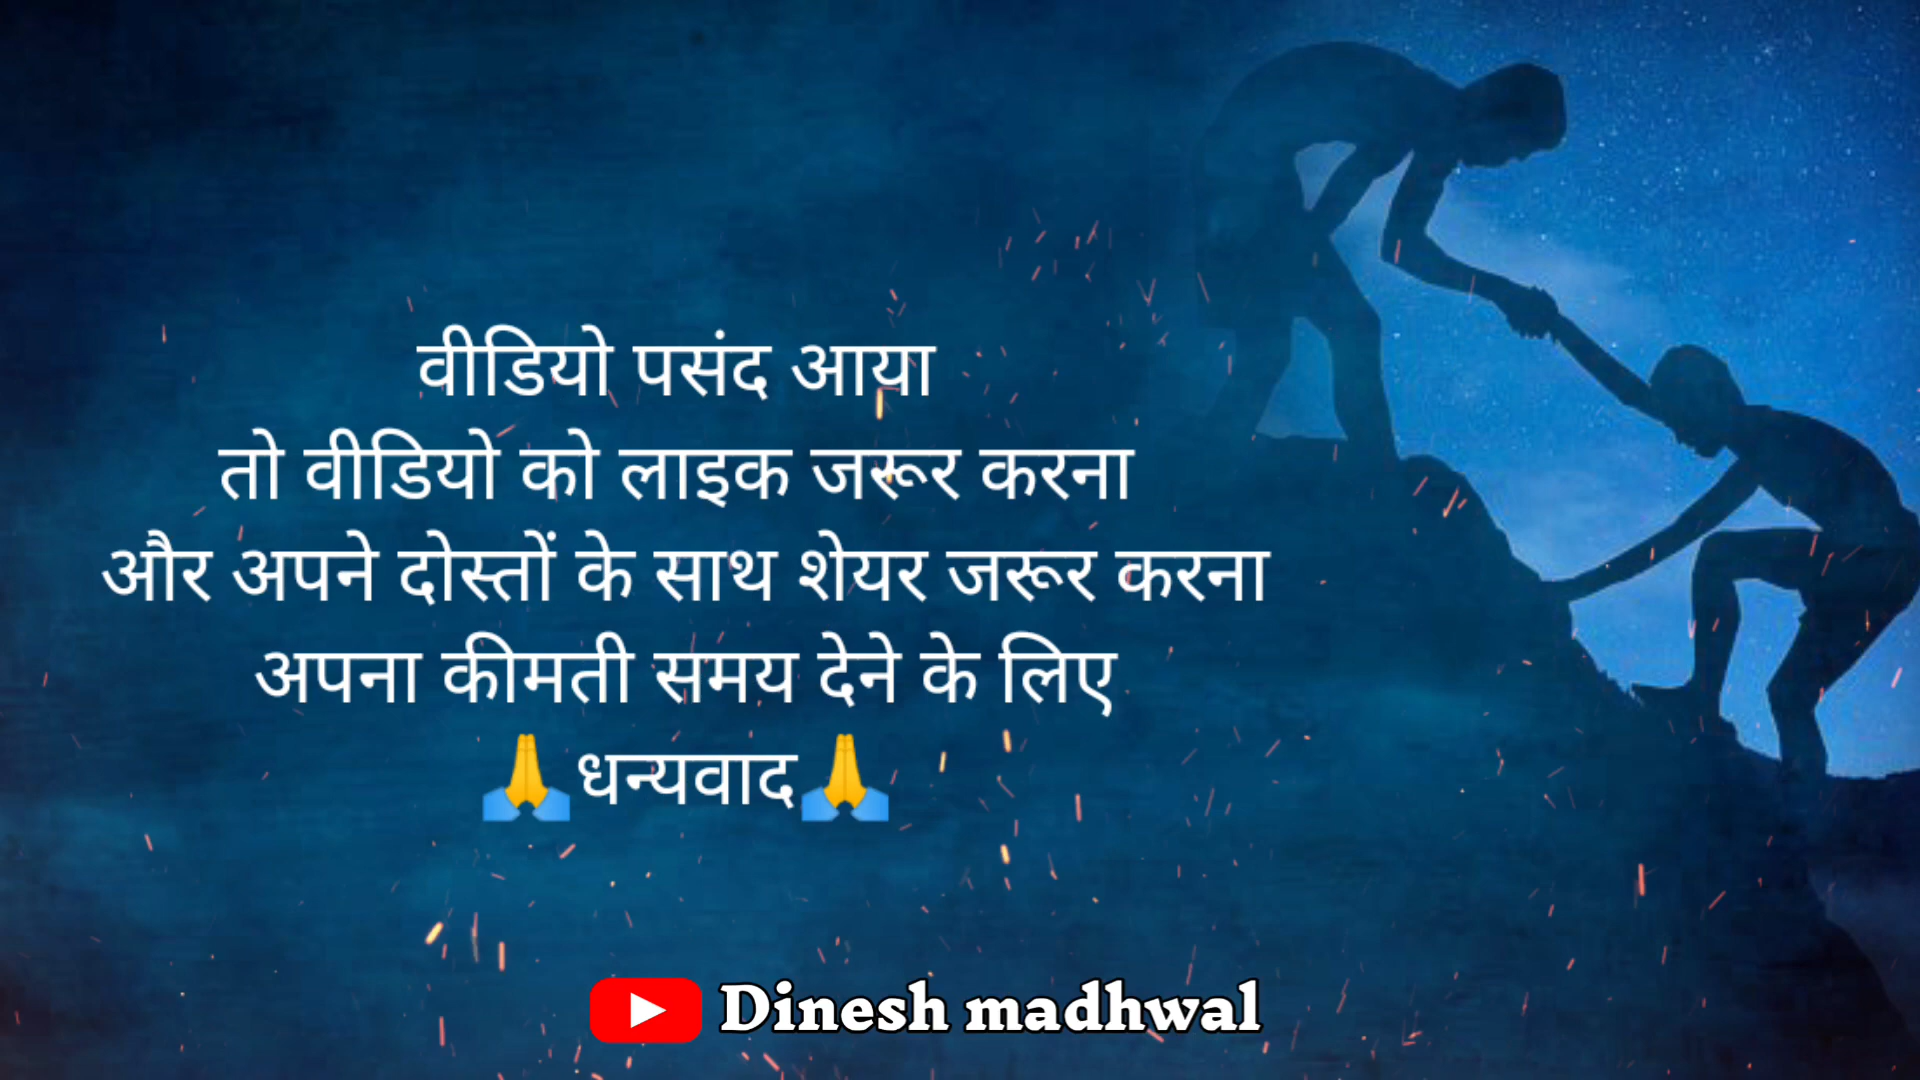 वीडियो पसंद आया
तो वीडियो को लाइक जरूर करना
और अपने दोस्तों के साथ शेयर जरूर करना
अपना कीमती समय देने के लिए
🙏धन्यवाद🙏
Dinesh madhwal